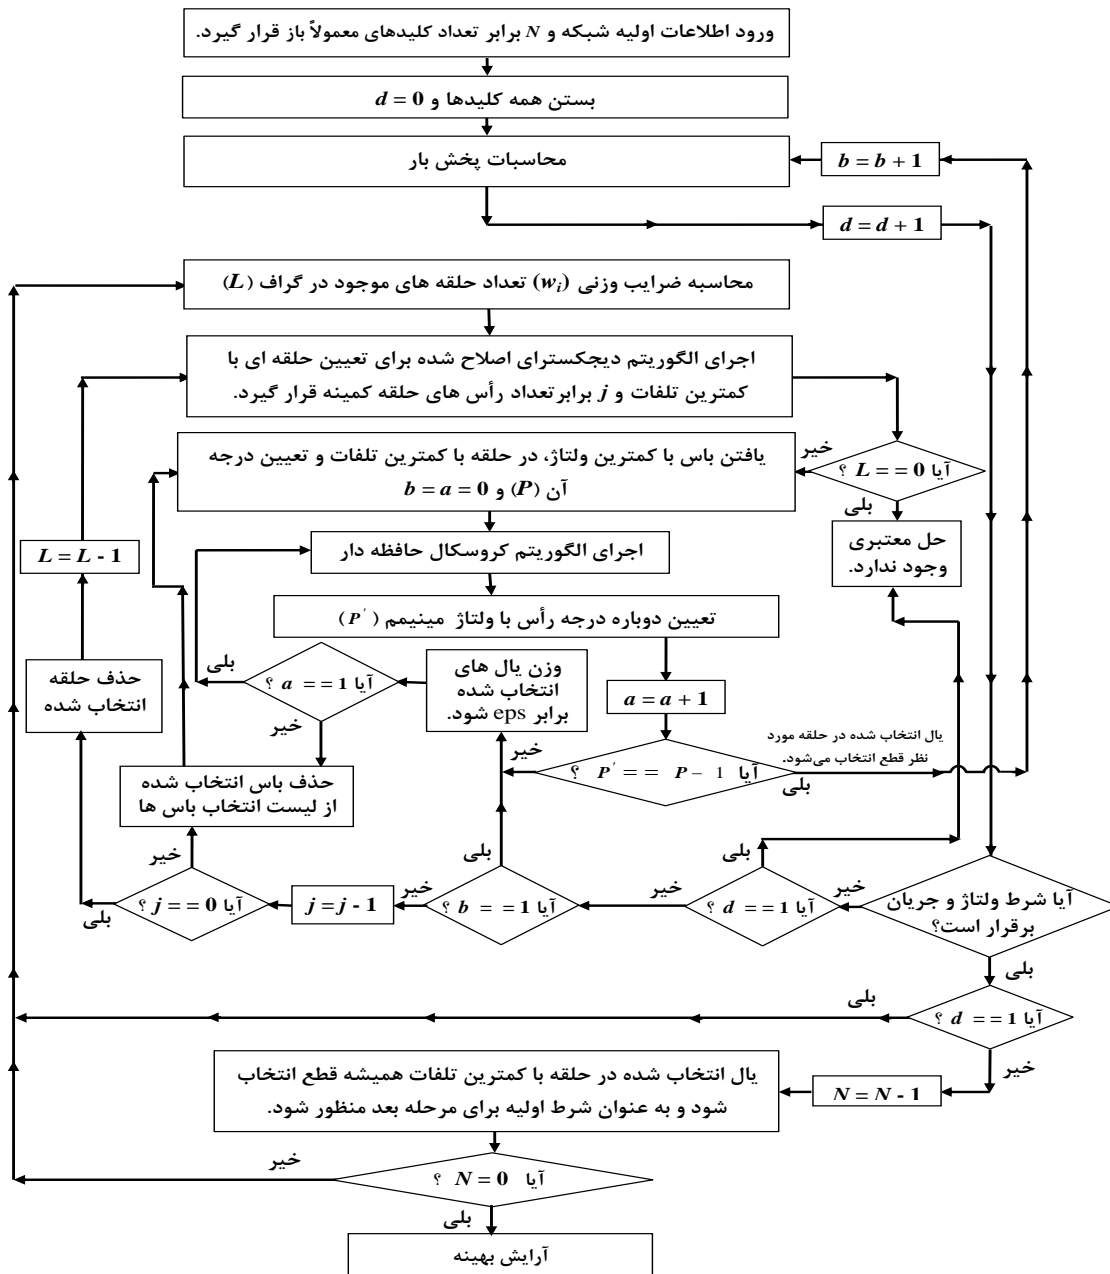 ورود اطلاعات اولیه شبکه و N برابر تعداد کلیدهای معمولاً باز قرار گیرد.
بستن همه کلیدها و d = 0
محاسبات پخش بار
b = b + 1
d = d + 1
محاسبه ضرایب وزنی (wi) تعداد حلقه های موجود در گراف (L)
اجرای الگوریتم دیجکسترای اصلاح شده برای تعیین حلقه ای با
کمترین تلفات و j برابرتعداد رأس های حلقه کمینه قرار گیرد.
آیا L == 0 ؟
خیر
بلی
حل معتبری
وجود ندارد.
یافتن باس با کمترین ولتاژ، در حلقه با کمترین تلفات و تعیین درجه
آن (P) و b = a = 0
اجرای الگوریتم کروسکال حافظه دار
L = L - 1
تعیین دوباره درجه رأس با ولتاژ مینیمم (P′)
a = a + 1
وزن یال های
انتخاب شده
برابر eps شود.
آیا a == 1 ؟
بلی
خیر
حذف حلقه
انتخاب شده
آیا P′ == P - 1 ؟
خیر
بلی
یال انتخاب شده در حلقه مورد
نظر قطع انتخاب می‌شود.
حذف باس انتخاب شده
از لیست انتخاب باس ها
آیا شرط ولتاژ و جریان
برقرار است؟
خیر
بلی
آیا d == 1 ؟
بلی
خیر
آیا b == 1 ؟
بلی
خیر
j = j - 1
آیا j == 0 ؟
خیر
بلی
آیا d == 1 ؟
بلی
خیر
N = N - 1
یال انتخاب شده در حلقه با کمترین تلفات همیشه قطع انتخاب
شود و به عنوان شرط اولیه برای مرحله بعد منظور شود.
آیا N = 0 ؟
خیر
بلی
آرایش بهینه